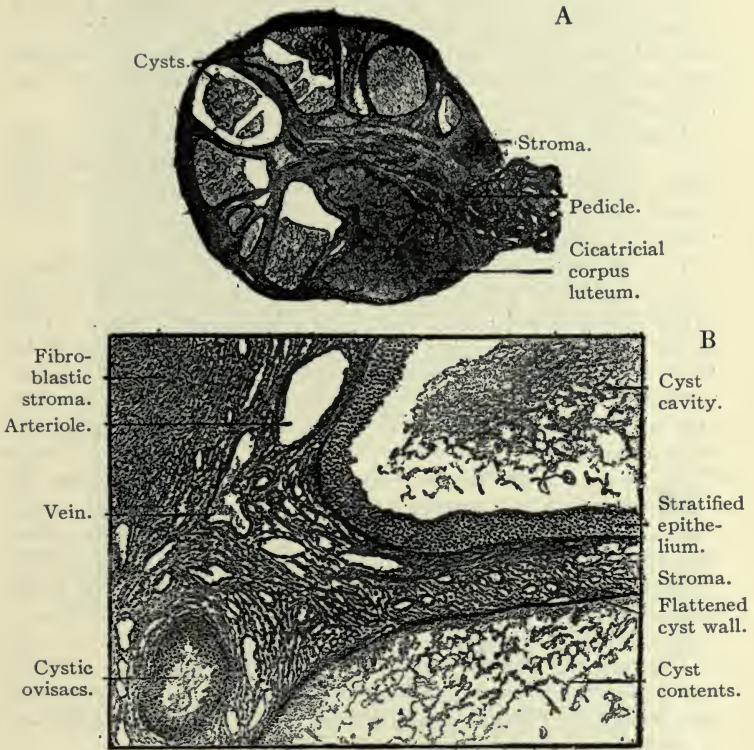 A
Cysts.
Stroma.
Pedicle.
Cicatricial
corpus
luteum.
B
Fibro-
blastic
stroma.
Arteriole.
Vein.
Cystic
ovisacs.
Cyst
cavity.
Stratified
epithe-
lium.
Stroma.
Flattened
cyst wall.
Cyst
contents.